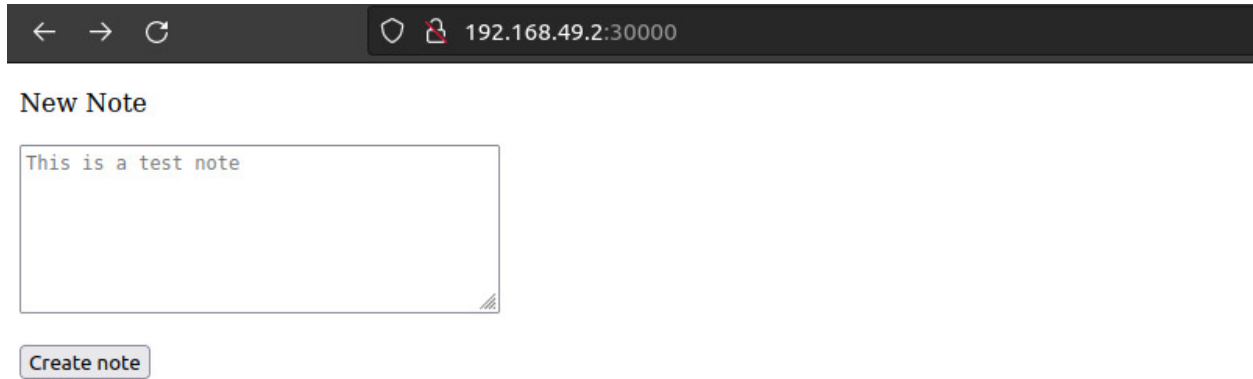 192.168.49.2:30000
New Note
This is a test note
Create note